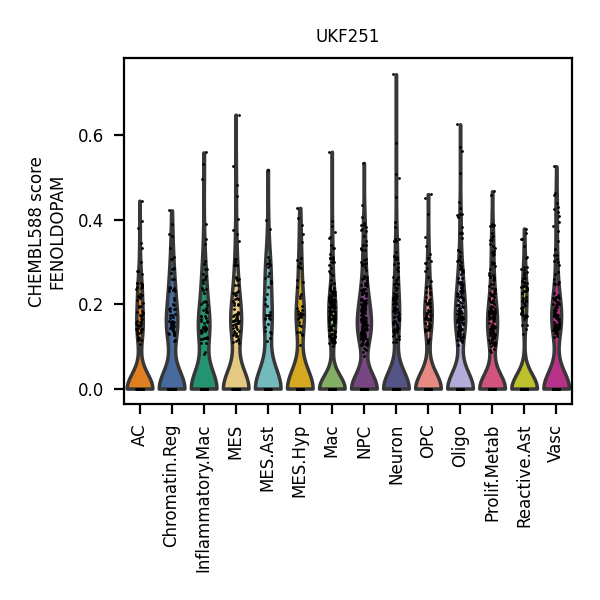 UKF251
CHEMBL588 score
FENOLDOPAM
0.6
0.4
0.2
0.0
AC
Chromatin.Reg
Inflammatory.Mac
MES
MES.Ast
MES.Hyp
Mac
NPC
Neuron
OPC
Oligo
Prolif.Metab
Reactive.Ast
Vasc